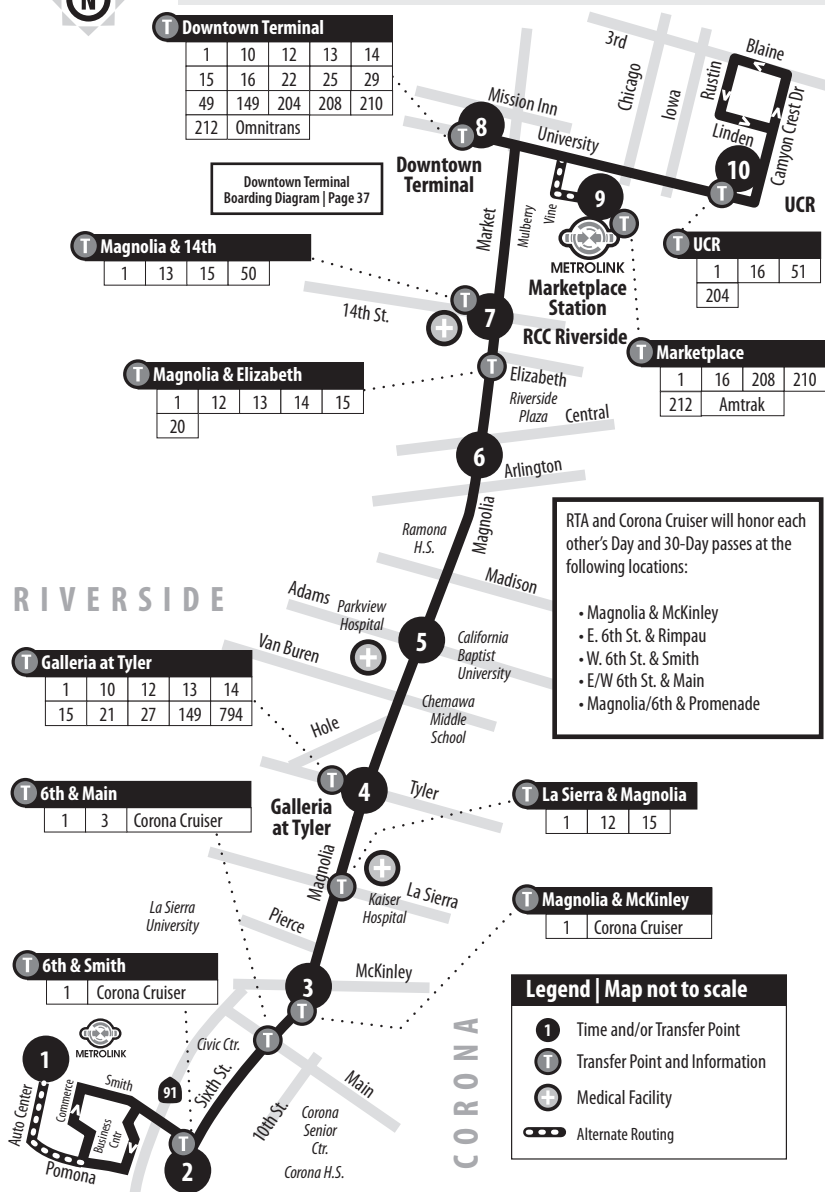 N
T Downtown Terminal
1 10 12 13 14
15 16 22 25 29
49 149 204 208 210
212 Omnitrans
3rd
Chicago
Iowa
Rustin
Blaine
Linden
Camyon Crest Dr
Mission Inn
University
T
8
Downtown
Terminal
10
T
UCR
Downtown Terminal
Boarding Diagram | Page 37
Market
Mulberry
Vine
9
T
METROLINK
Marketplace
Station
T UCR
1 16 51
204
T Magnolia & 14th
1 13 15 50
14th St.
T
7
RCC Riverside
T Marketplace
1 16 208 210
212 Amtrak
T Magnolia & Elizabeth
1 12 13 14 15
20
T
Elizabeth
Riverside
Plaza
Central
6
Arlington
Magnolia
Ramona
H.S.
RTA and Corona Cruiser will honor each
other's Day and 30-Day passes at the
following locations:
• Magnolia & McKinley
• E. 6th St. & Rimpau
• W. 6th St. & Smith
• E/W 6th St. & Main
• Magnolia/6th & Promenade
Madison
RIVERSIDE
Adams
Parkview
Hospital
5
California
Baptist
University
Van Buren
T Galleria at Tyler
1 10 12 13 14
15 21 27 149 794
Chemawa
Middle
School
Hole
T
4
Tyler
Galleria
at Tyler
T 6th & Main
1 3 Corona Cruiser
T La Sierra & Magnolia
1 12 15
Magnolia
T
La Sierra
Kaiser
Hospital
La Sierra
University
Pierce
T Magnolia & McKinley
1 Corona Cruiser
McKinley
3
T
T 6th & Smith
1 Corona Cruiser
T
Civic Ctr.
Sixth St.
Main
10th St.
Corona
Senior
Ctr.
Corona H.S.
CORONA
1
METROLINK
Auto Center
Commerce
Smith
Business
Cntr
Pomona
91
T
2
Legend | Map not to scale
1 Time and/or Transfer Point
T Transfer Point and Information
Medical Facility
Alternate Routing